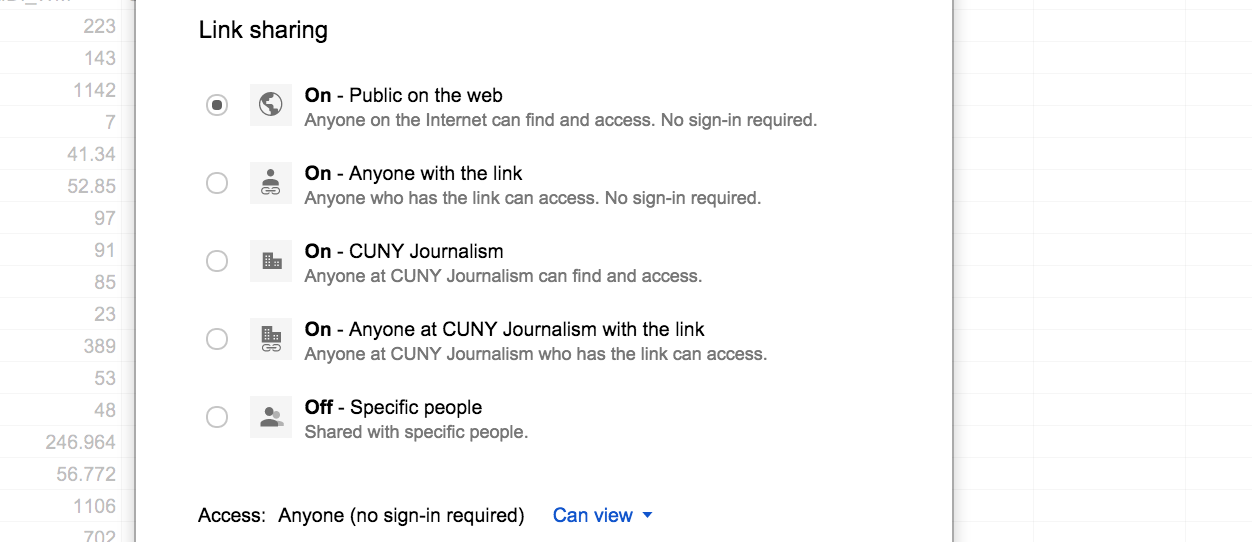 Link sharing
223
143
1142
7
41.34
52.85
97
91
85
23
389
53
48
246.964
56.772
1106
702
On - Public on the web
Anyone on the Internet can find and access. No sign-in required.
On - Anyone with the link
Anyone who has the link can access. No sign-in required.
On - CUNY Journalism
Anyone at CUNY Journalism can find and access.
On - Anyone at CUNY Journalism with the link
Anyone at CUNY Journalism who has the link can access.
Off - Specific people
Shared with specific people.
Access: Anyone (no sign-in required) Can view